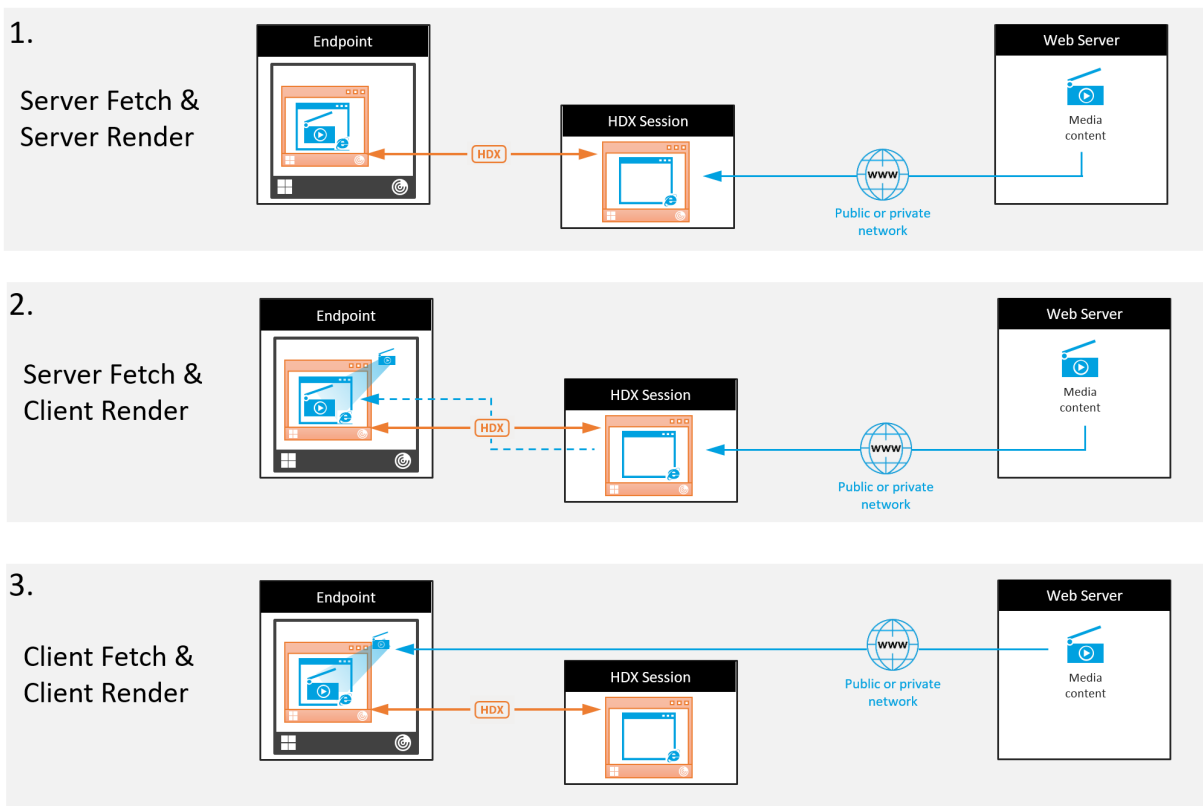 1.
Server Fetch &
Server Render
Endpoint
HDX
HDX Session
www
Public or private
network
Web Server
Media
content
2.
Server Fetch &
Client Render
Endpoint
HDX
HDX Session
www
Public or private
network
Web Server
Media
content
3.
Client Fetch &
Client Render
Endpoint
HDX
HDX Session
www
Public or private
network
Web Server
Media
content